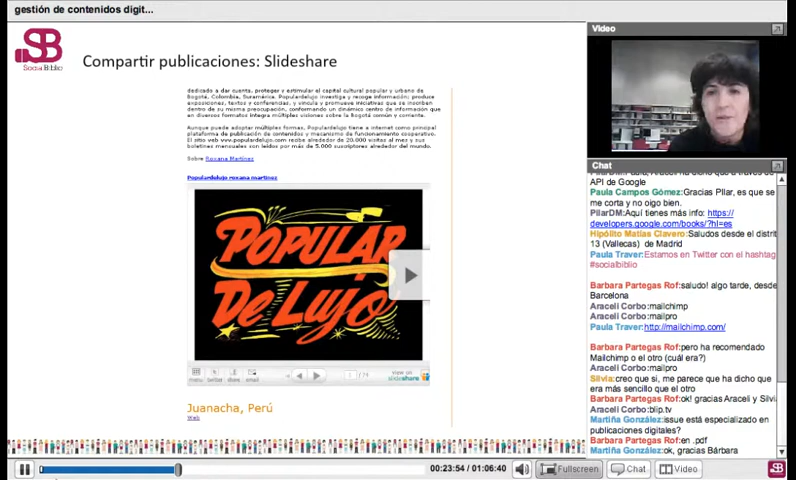 gestión de contenidos digit...
SB
Social Biblio
Compartir publicaciones: Slideshare
dedicado a dar cuenta, proteger y estimular el capital cultural popular y urbano de
Bogotá, Colombia, Suramérica. Populardelujo investiga y recoge información; produce
exposiciones, textos y conferencias, y vincula y promueve iniciativas que se inscriben
dentro de su misma preocupación, conformando un dinámico centro de información que
en diversos formatos integra múltiples visiones sobre la Bogotá común y corriente.
Aunque puede adoptar múltiples formas, Populardelujo tiene a internet como principal
plataforma de publicación de contenidos y mecanismo de funcionamiento cooperativo.
El sitio web www.populardelujo.com recibe alrededor de 20.000 visitas al mes y sus
boletines mensuales son leídos por más de 5.000 suscriptores alrededor del mundo.
Sobre Roxana Martínez
Populardelujo roxana martinez
POPULAR
De Lujo
menu twitter share email
view on slideshare
Juanacha, Perú
Web
00:23:54 / 01:06:40
Fullscreen
Chat
Video
Video
Chat
API de Google
Paula Campos Gómez:Gracias PIlar, es que se
me corta y no oigo bien.
PilarDM:Aquí tienes más info: https://
developers.google.com/books/?hl=es
Hipólito Matías Clavero:Saludos desde el distrit
13 (Vallecas) de Madrid
Paula Traver:Estamos en Twitter con el hashtag
#socialbiblio
Barbara Partegas Rof:saludo! algo tarde, desde
Barcelona
Araceli Corbo:mailchimp
Araceli Corbo:mailpro
Paula Traver:http://mailchimp.com/
Barbara Partegas Rof:pero ha recomendado
Mailchimp o el otro (cuál era?)
Araceli Corbo:mailpro
Silvia:creo que si, me parece que ha dicho que
era más sencillo que el otro
Barbara Partegas Rof:ok! gracias Araceli y Silvi
Araceli Corbo:blip.tv
Martiña González:issue está especializado en
publicaciones digitales?
Barbara Partegas Rof:en .pdf
Martiña González:ok, gracias Bárbara
SB